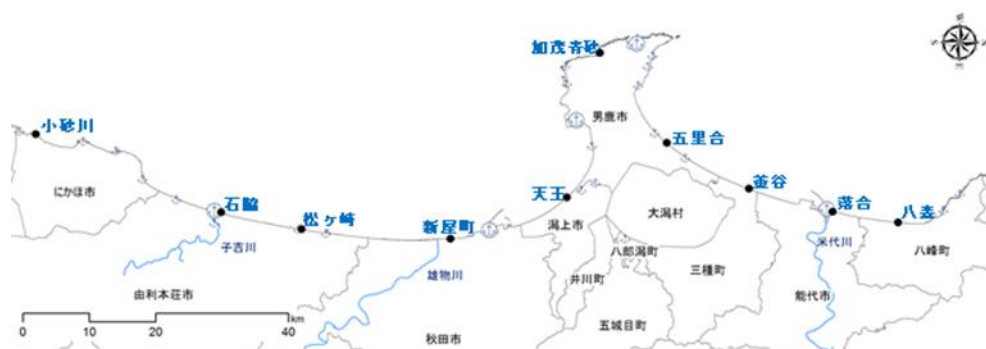 加茂青砂
男鹿市
小砂川
五里合
にかほ市
石脇
天王
釜谷
大潟村
落合
八森
松ヶ崎
新屋町
潟上市
子吉川
八郎潟町
米代川
八峰町
雄物川
井川町
三種町
由利本荘市
能代市
五城目町
秋田市
0 10 20 40
km